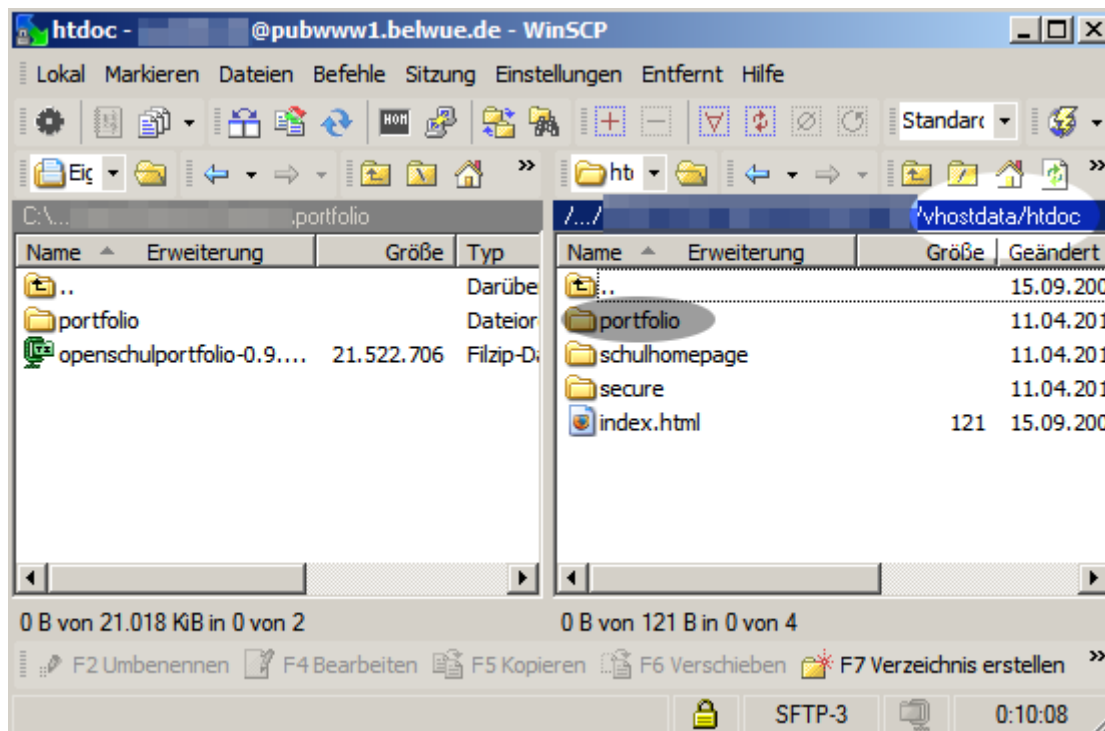 htdoc - @pubwww1.belwue.de - WinSCP
Lokal Markieren Dateien Befehle Sitzung Einstellungen Entfernt Hilfe
Standarc
Eig » htl »
C:\... .portfolio /.../ /vhostdata/htdoc
Name Erweiterung Größe Typ Name Erweiterung Größe Geändert
.. Darübe .. 15.09.200
portfolio Dateior portfolio 11.04.201
openschulportfolio-0.9.... 21.522.706 Filzip-Da schulhomepage 11.04.201
secure 11.04.201
index.html 121 15.09.200
0 B von 21.018 KiB in 0 von 2 0 B von 121 B in 0 von 4
F2 Umbenennen F4 Bearbeiten F5 Kopieren F6 Verschieben F7 Verzeichnis erstellen »
SFTP-3 0:10:08